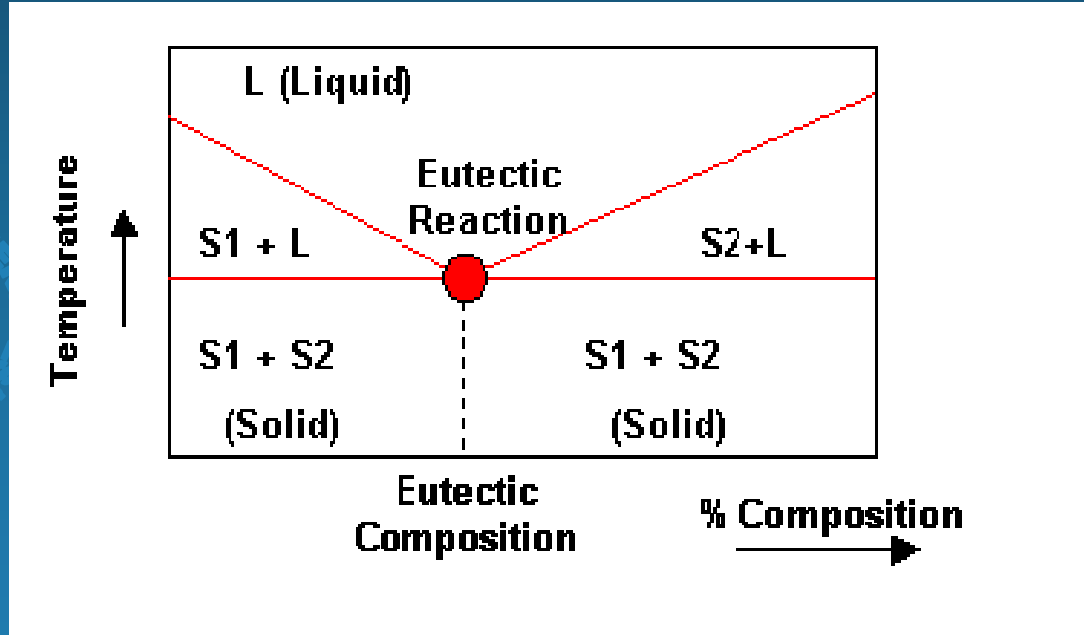 L (Liquid)
Eutectic
Reaction
S1 + L
S2+L
Temperature
S1 + S2
(Solid)
S1 + S2
(Solid)
Eutectic
Composition
% Composition